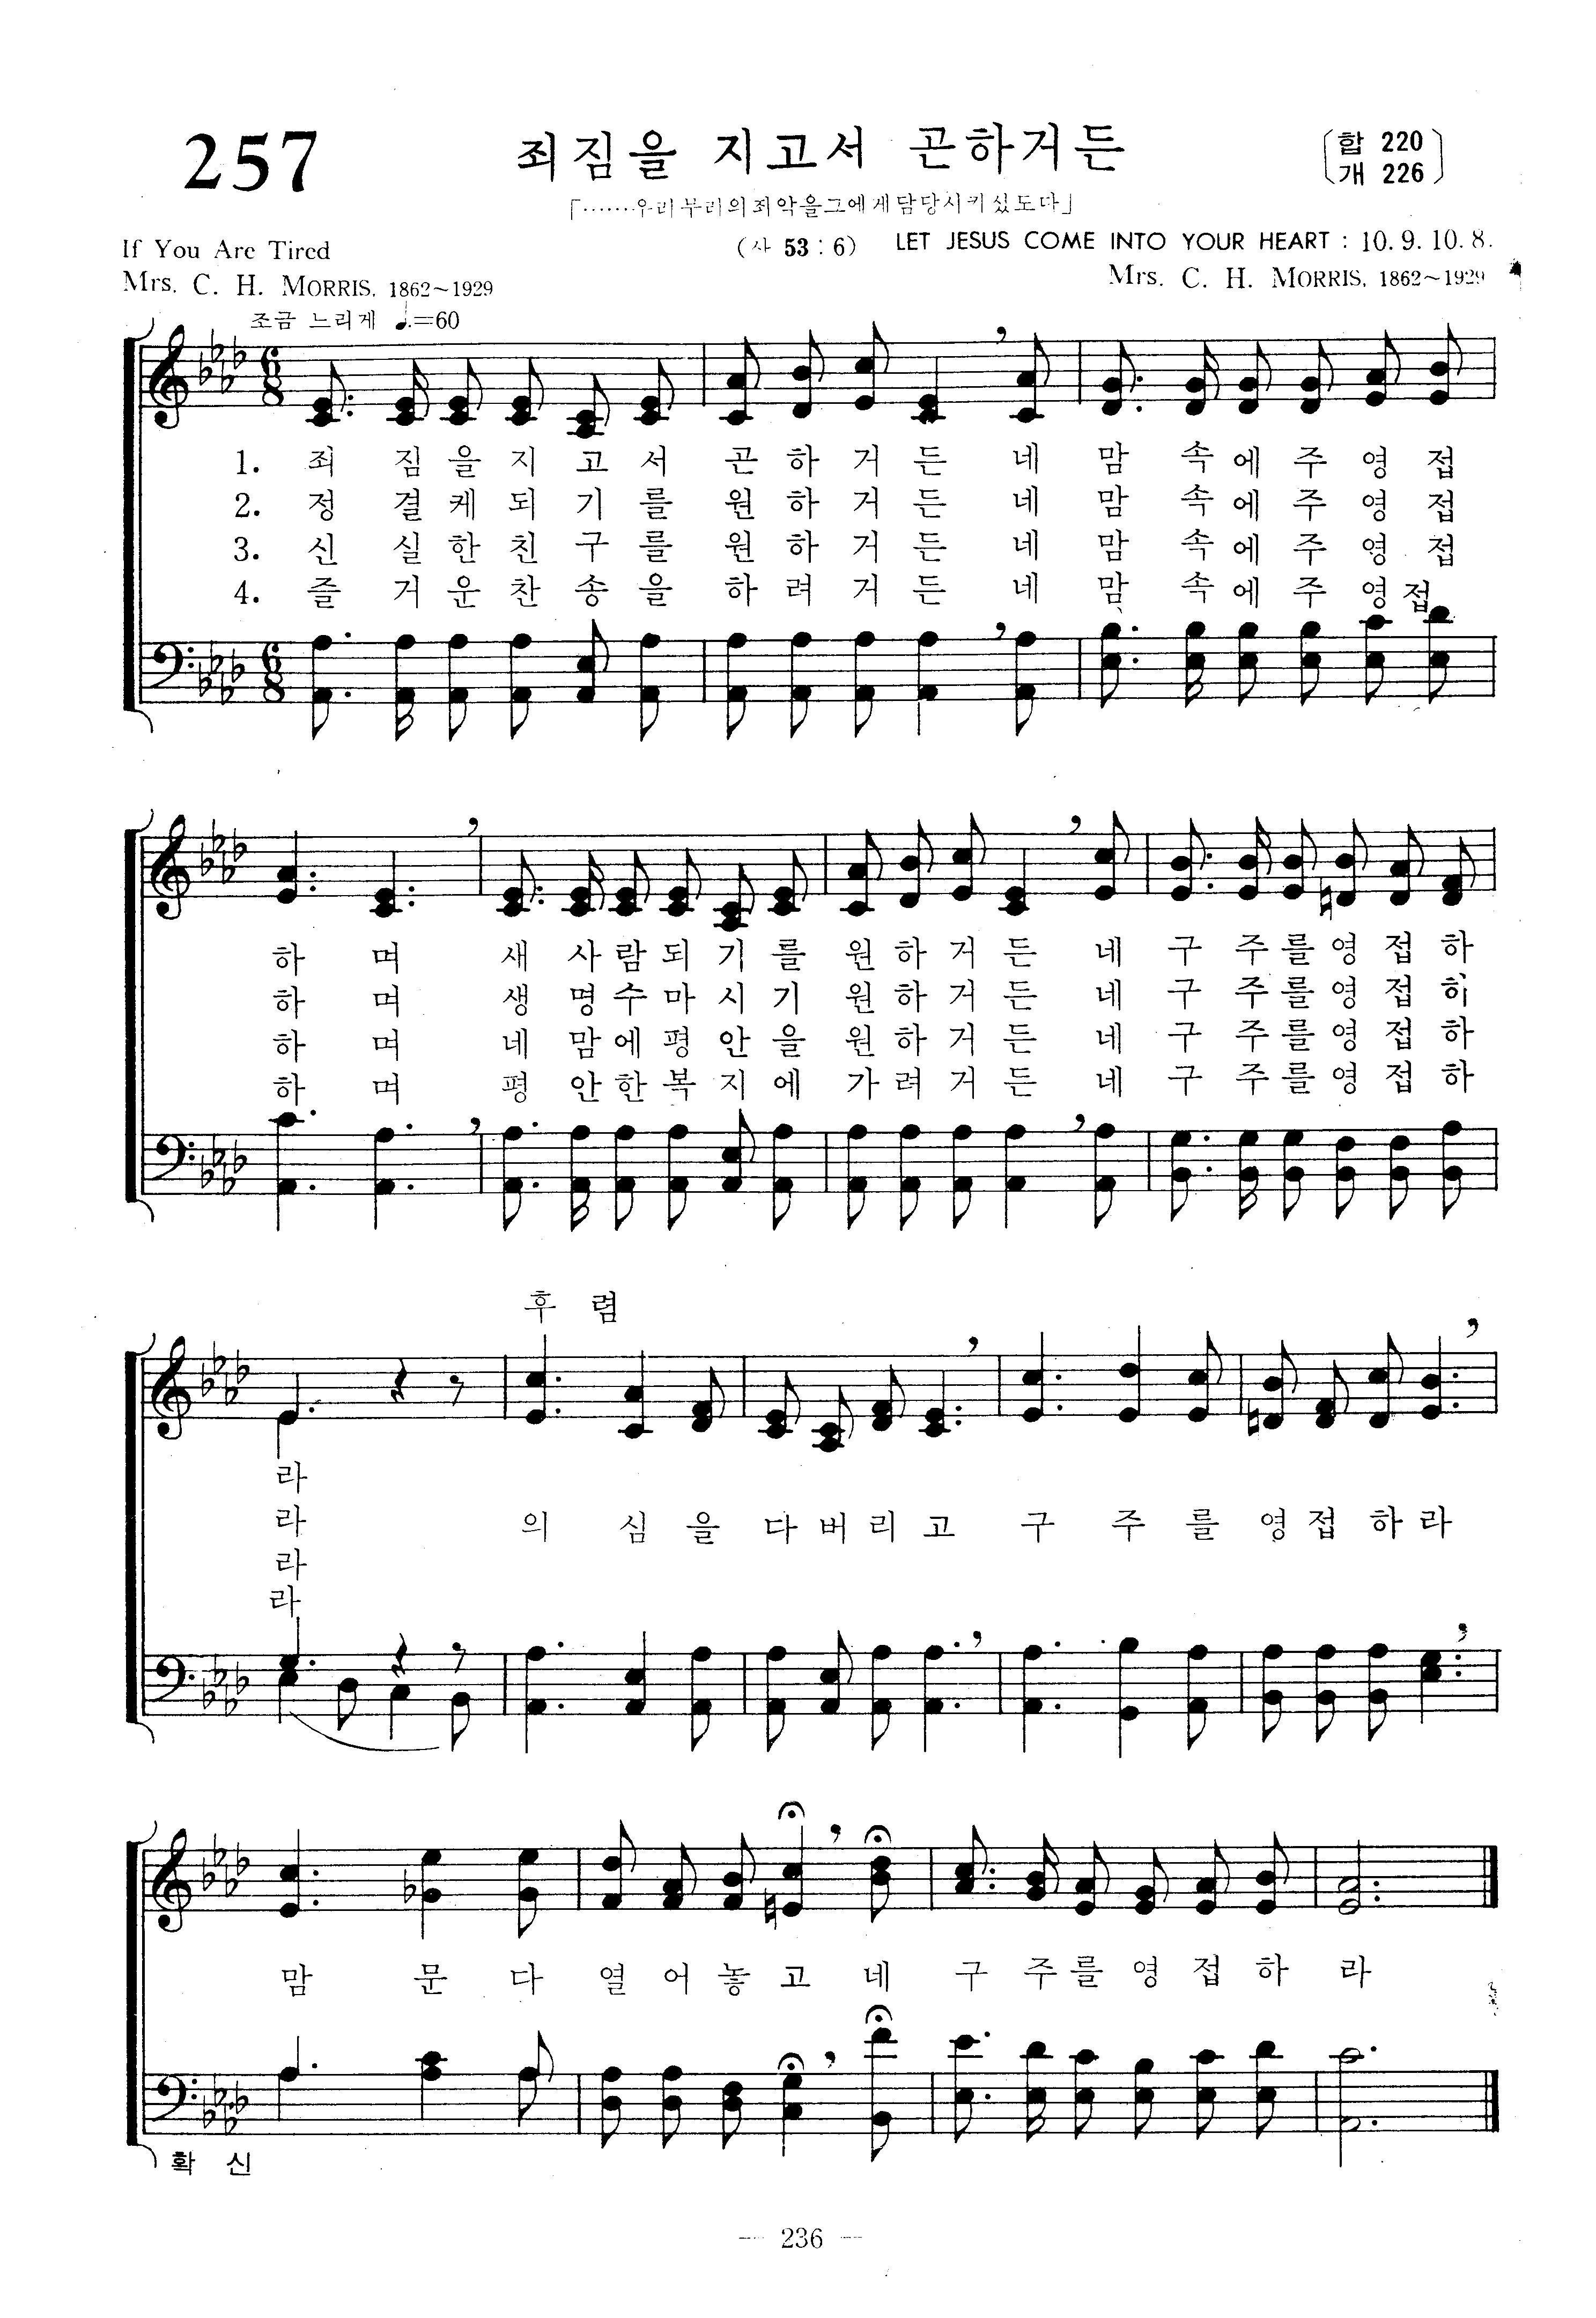 257
죄짐을 지고서 곤하거든
〔합 220
개 226〕
「……우리무리의죄악을그에게담당시키셨도다」
If You Are Tired
(사 53 : 6)
LET JESUS COME INTO YOUR HEART : 10. 9. 10. 8.
Mrs. C. H. MORRIS, 1862~1929
Mrs. C. H. MORRIS, 1862~1929
조금 느리게 ♩.=60
1. 죄 짐 을 지 고 서 곤 하 거 든 네 맘 속 에 주 영 접
2. 정 결 케 되 기 를 원 하 거 든 네 맘 속 에 주 영 접
3. 신 실 한 친 구 를 원 하 거 든 네 맘 속 에 주 영 접
4. 즐 거 운 찬 송 을 하 려 거 든 네 맘 속 에 주 영 접
하 며 새 사 람 되 기 를 원 하 거 든 네 구 주 를 영 접 하
하 며 생 명 수 마 시 기 원 하 거 든 네 구 주 를 영 접 하
하 며 네 맘 에 평 안 을 원 하 거 든 네 구 주 를 영 접 하
하 며 평 안 한 복 지 에 가 려 거 든 네 구 주 를 영 접 하
후 렴
라
라 의 심 을 다 버 리 고 구 주 를 영 접 하 라
라
라
맘 문 다 열 어 놓 고 네 구 주 를 영 접 하 라
확 신
— 236 —